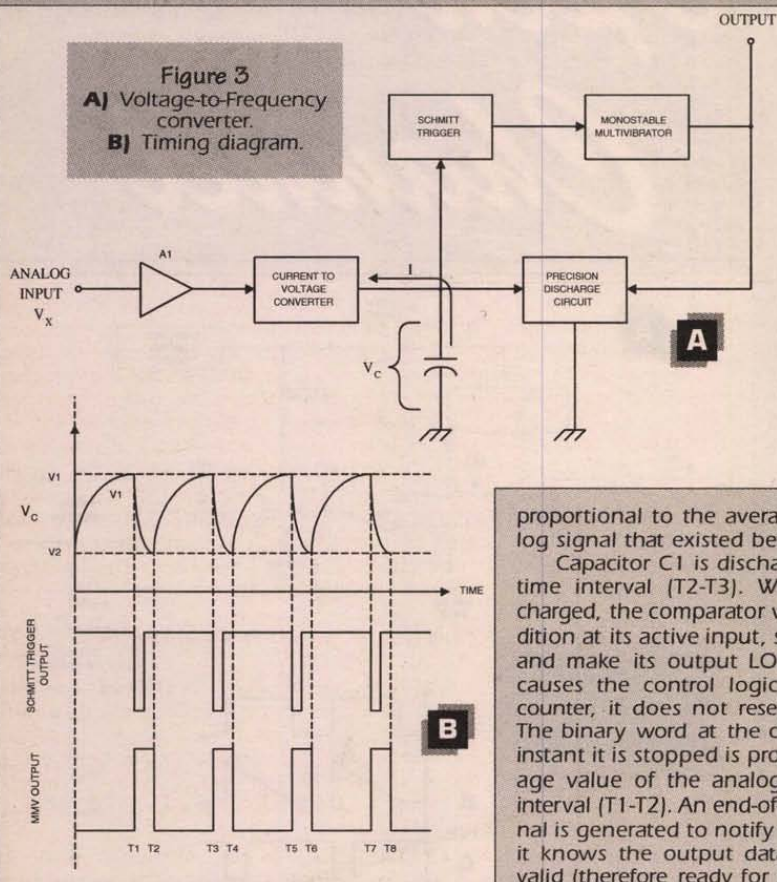 Figure 3
A) Voltage-to-Frequency
converter.
B) Timing diagram.
OUTPUT
SCHMITT
TRIGGER
MONOSTABLE
MULTIVIBRATOR
A1
ANALOG
INPUT
VX
CURRENT TO
VOLTAGE
CONVERTER
I
PRECISION
DISCHARGE
CIRCUIT
A
VC
V1
V1
VC
V2
TIME
SCHMITT TRIGGER
OUTPUT
B
MMV OUTPUT
T1 T2 T3 T4 T5 T6 T7 T8
proportional to the avera
log signal that existed be
Capacitor C1 is discha
time interval (T2-T3). W
charged, the comparator v
dition at its active input, s
and make its output LO
causes the control logic
counter, it does not rese
The binary word at the c
instant it is stopped is pro
age value of the analog
interval (T1-T2). An end-of
nal is generated to notify
it knows the output dat
valid (therefore ready for